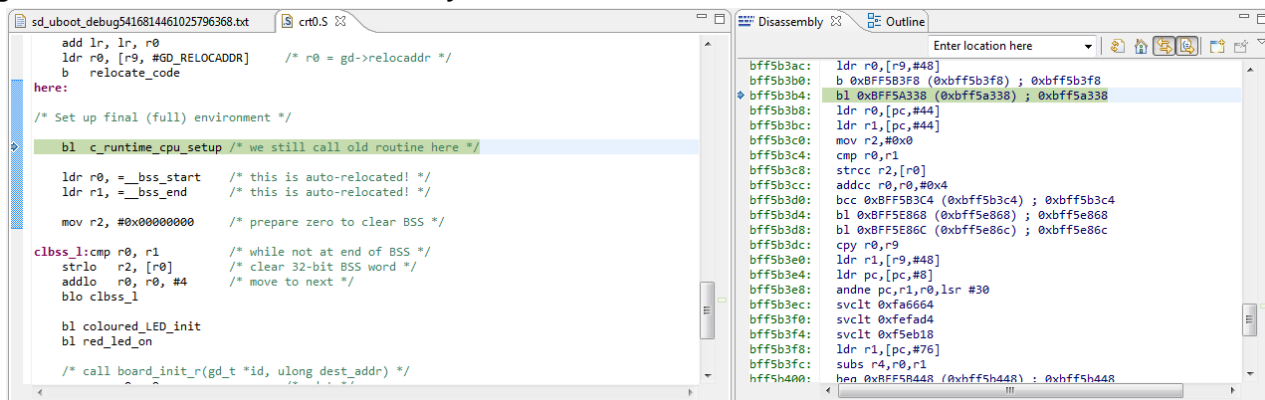 sd_uboot_debug5416814461025796368.txt
crt0.S
add lr, lr, r0
ldr r0, [r9, #GD_RELOCADDR] /* r0 = gd->relocaddr */
b relocate_code
here:
/* Set up final (full) environment */
bl c_runtime_cpu_setup /* we still call old routine here */
ldr r0, =__bss_start /* this is auto-relocated! */
ldr r1, =__bss_end /* this is auto-relocated! */
mov r2, #0x00000000 /* prepare zero to clear BSS */
clbss_l:cmp r0, r1 /* while not at end of BSS */
strlo r2, [r0] /* clear 32-bit BSS word */
addlo r0, r0, #4 /* move to next */
blo clbss_l
bl coloured_LED_init
bl red_led_on
/* call board_init_r(gd_t *id, ulong dest_addr) */
Disassembly
Outline
Enter location here
bff5b3ac: ldr r0,[r9,#48]
bff5b3b0: b 0xBFF5B3F8 (0xbff5b3f8) ; 0xbff5b3f8
bff5b3b4: bl 0xBFF5A338 (0xbff5a338) ; 0xbff5a338
bff5b3b8: ldr r0,[pc,#44]
bff5b3bc: ldr r1,[pc,#44]
bff5b3c0: mov r2,#0x0
bff5b3c4: cmp r0,r1
bff5b3c8: strcc r2,[r0]
bff5b3cc: addcc r0,r0,#0x4
bff5b3d0: bcc 0xBFF5B3C4 (0xbff5b3c4) ; 0xbff5b3c4
bff5b3d4: bl 0xBFF5E868 (0xbff5e868) ; 0xbff5e868
bff5b3d8: bl 0xBFF5E86C (0xbff5e86c) ; 0xbff5e86c
bff5b3dc: cpy r0,r9
bff5b3e0: ldr r1,[r9,#48]
bff5b3e4: ldr pc,[pc,#8]
bff5b3e8: andne pc,r1,r0,lsr #30
bff5b3ec: svclt 0xfa6664
bff5b3f0: svclt 0xfefad4
bff5b3f4: svclt 0xf5eb18
bff5b3f8: ldr r1,[pc,#76]
bff5b3fc: subs r4,r0,r1
bff5b400: beq 0xBFF5B448 (0xbff5b448) ; 0xbff5b448